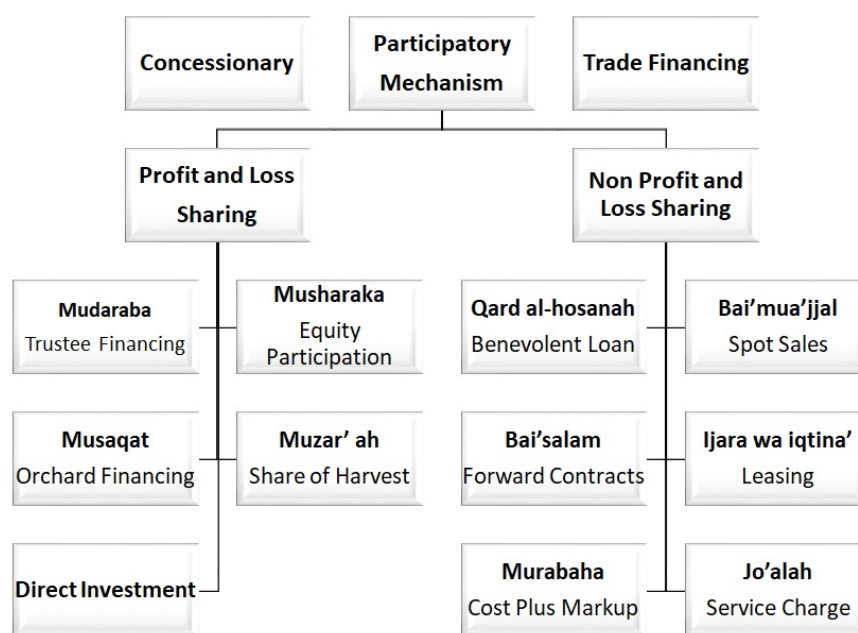 Concessionary
Participatory
Mechanism
Trade Financing
Profit and Loss
Sharing
Non Profit and
Loss Sharing
Mudaraba
Trustee Financing
Musharaka
Equity
Participation
Qard al-hosanah
Benevolent Loan
Bai’mua’jjal
Spot Sales
Musaqat
Orchard Financing
Muzar’ ah
Share of Harvest
Bai’salam
Forward Contracts
Ijara wa iqtina’
Leasing
Direct Investment
Murabaha
Cost Plus Markup
Jo’alah
Service Charge